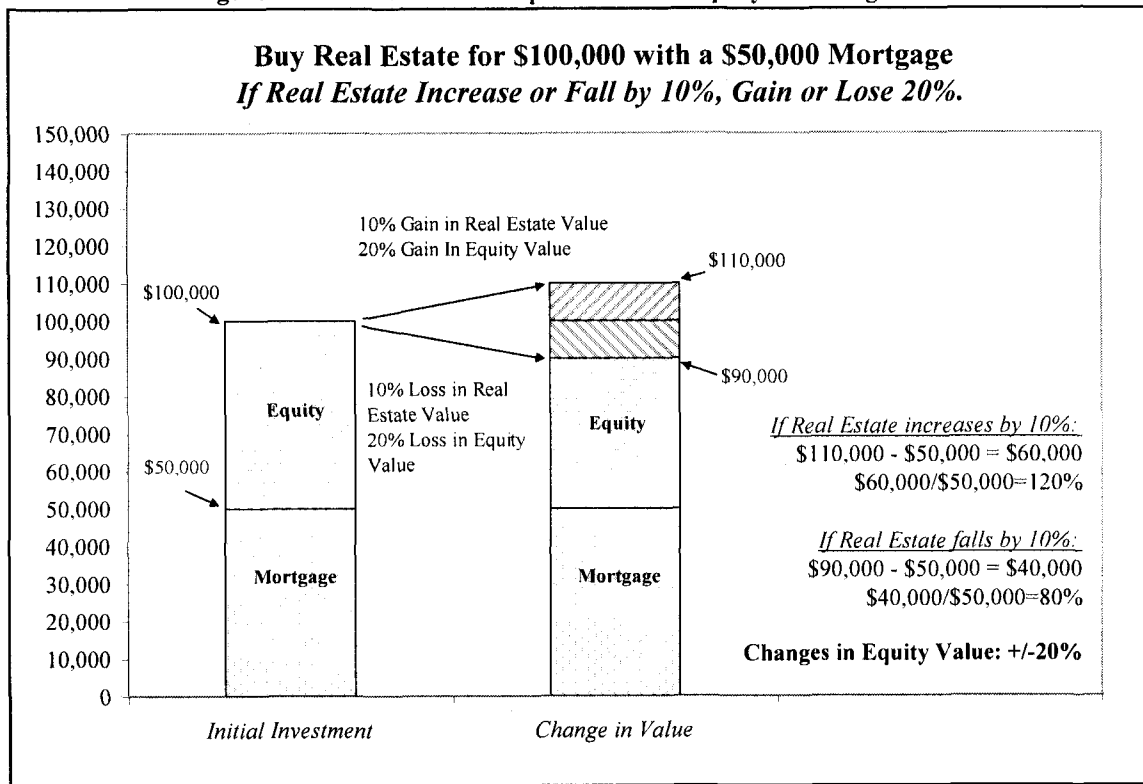 Buy Real Estate for $100,000 with a $50,000 Mortgage
If Real Estate Increase or Fall by 10%, Gain or Lose 20%.
150,000
140,000
130,000
120,000
110,000
100,000
90,000
80,000
70,000
60,000
50,000
40,000
30,000
20,000
10,000
0
10% Gain in Real Estate Value
20% Gain In Equity Value
$110,000
$100,000
$90,000
10% Loss in Real
Estate Value
20% Loss in Equity
Value
Equity
Equity
$50,000
Mortgage
Mortgage
If Real Estate increases by 10%:
$110,000 - $50,000 = $60,000
$60,000/$50,000=120%
If Real Estate falls by 10%:
$90,000 - $50,000 = $40,000
$40,000/$50,000=80%
Changes in Equity Value: +/-20%
Initial Investment
Change in Value